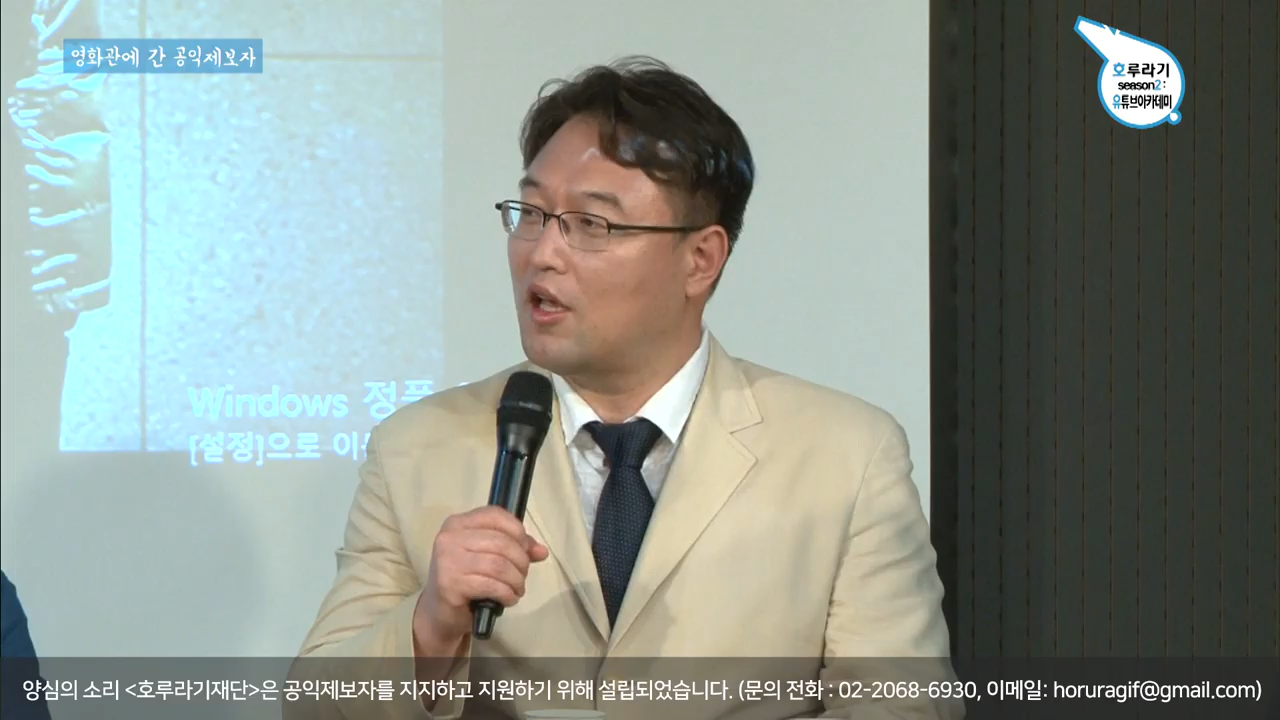 영화관에 간 공익제보자
호루라기
season2:
유튜브아카데미
Windows 정품
[설정]으로
양심의 소리 <호루라기재단>은 공익제보자를 지지하고 지원하기 위해 설립되었습니다. (문의 전화 : 02-2068-6930, 이메일: horuragif@gmail.com)